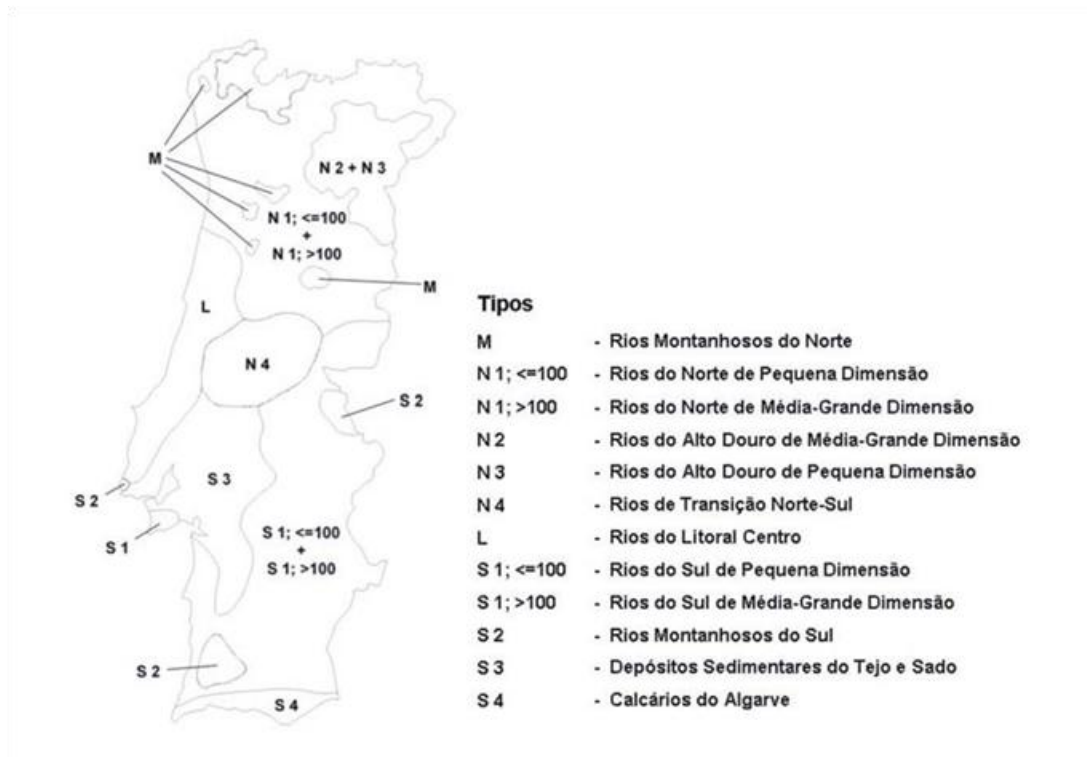 M
N 2 + N 3
N 1; <=100
+
N 1; >100
M
L
N 4
S 2
S 3
S 2
S 1
S 1; <=100
+
S 1; >100
S 2
S 4
Tipos
M - Rios Montanhosos do Norte
N 1; <=100 - Rios do Norte de Pequena Dimensão
N 1; >100 - Rios do Norte de Média-Grande Dimensão
N 2 - Rios do Alto Douro de Média-Grande Dimensão
N 3 - Rios do Alto Douro de Pequena Dimensão
N 4 - Rios de Transição Norte-Sul
L - Rios do Litoral Centro
S 1; <=100 - Rios do Sul de Pequena Dimensão
S 1; >100 - Rios do Sul de Média-Grande Dimensão
S 2 - Rios Montanhosos do Sul
S 3 - Depósitos Sedimentares do Tejo e Sado
S 4 - Calcários do Algarve